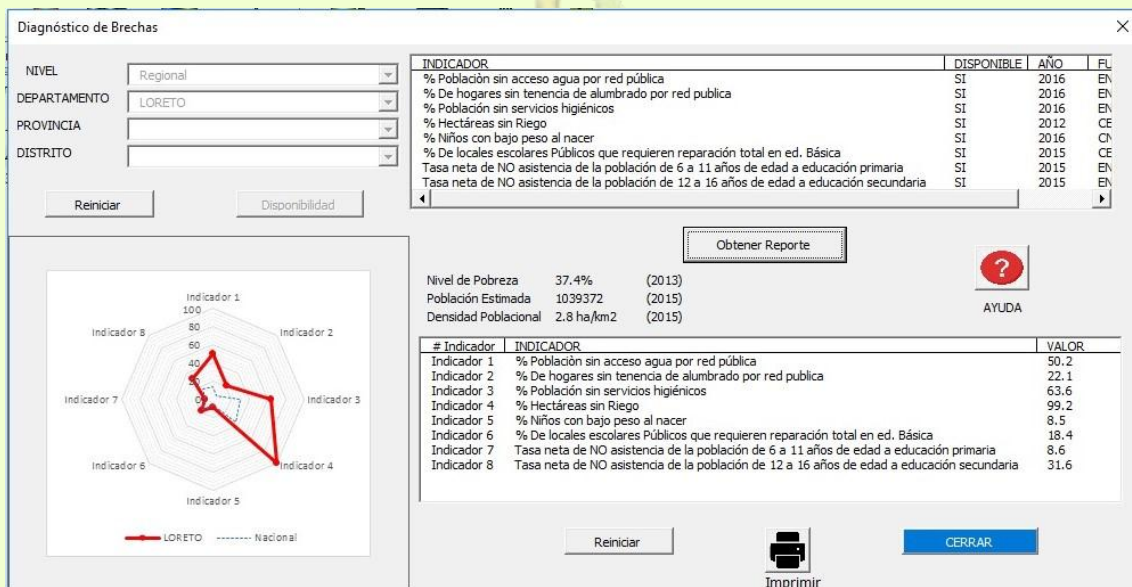 Diagnóstico de Brechas
NIVEL Regional
DEPARTAMENTO LORETO
PROVINCIA
DISTRITO
Reiniciar Disponibilidad
INDICADOR DISPONIBLE AÑO FU
% Poblaciòn sin acceso agua por red pública SI 2016 EN
% De hogares sin tenencia de alumbrado por red publica SI 2016 EN
% Población sin servicios higiénicos SI 2016 EN
% Hectáreas sin Riego SI 2012 CE
% Niños con bajo peso al nacer SI 2016 CN
% De locales escolares Públicos que requieren reparación total en ed. Básica SI 2015 CE
Tasa neta de NO asistencia de la población de 6 a 11 años de edad a educación primaria SI 2015 EN
Tasa neta de NO asistencia de la población de 12 a 16 años de edad a educación secundaria SI 2015 EN
Obtener Reporte
Nivel de Pobreza 37.4% (2013)
Población Estimada 1039372 (2015)
Densidad Poblacional 2.8 ha/km2 (2015)
?
AYUDA
Indicador 1
100
80
60
40
20
0
Indicador 2
Indicador 3
Indicador 4
Indicador 5
Indicador 6
Indicador 7
Indicador 8
LORETO Nacional
# Indicador INDICADOR VALOR
Indicador 1 % Poblaciòn sin acceso agua por red pública 50.2
Indicador 2 % De hogares sin tenencia de alumbrado por red publica 22.1
Indicador 3 % Población sin servicios higiénicos 63.6
Indicador 4 % Hectáreas sin Riego 99.2
Indicador 5 % Niños con bajo peso al nacer 8.5
Indicador 6 % De locales escolares Públicos que requieren reparación total en ed. Básica 18.4
Indicador 7 Tasa neta de NO asistencia de la población de 6 a 11 años de edad a educación primaria 8.6
Indicador 8 Tasa neta de NO asistencia de la población de 12 a 16 años de edad a educación secundaria 31.6
Reiniciar
Imprimir
CERRAR